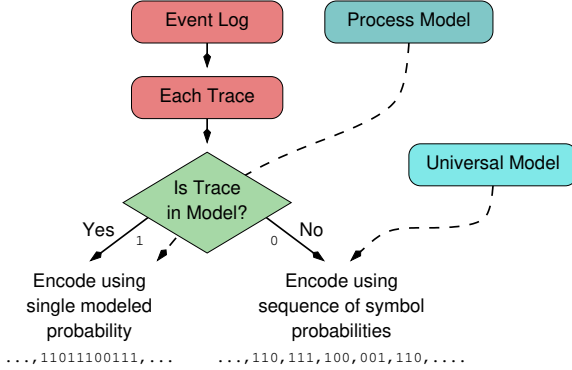 Event Log
Process Model
Each Trace
Universal Model
Is Trace
in Model?
Yes
1
0
No
Encode using
single modeled
probability
Encode using
sequence of symbol
probabilities
...,11011100111,...
...,110,111,100,001,110,....